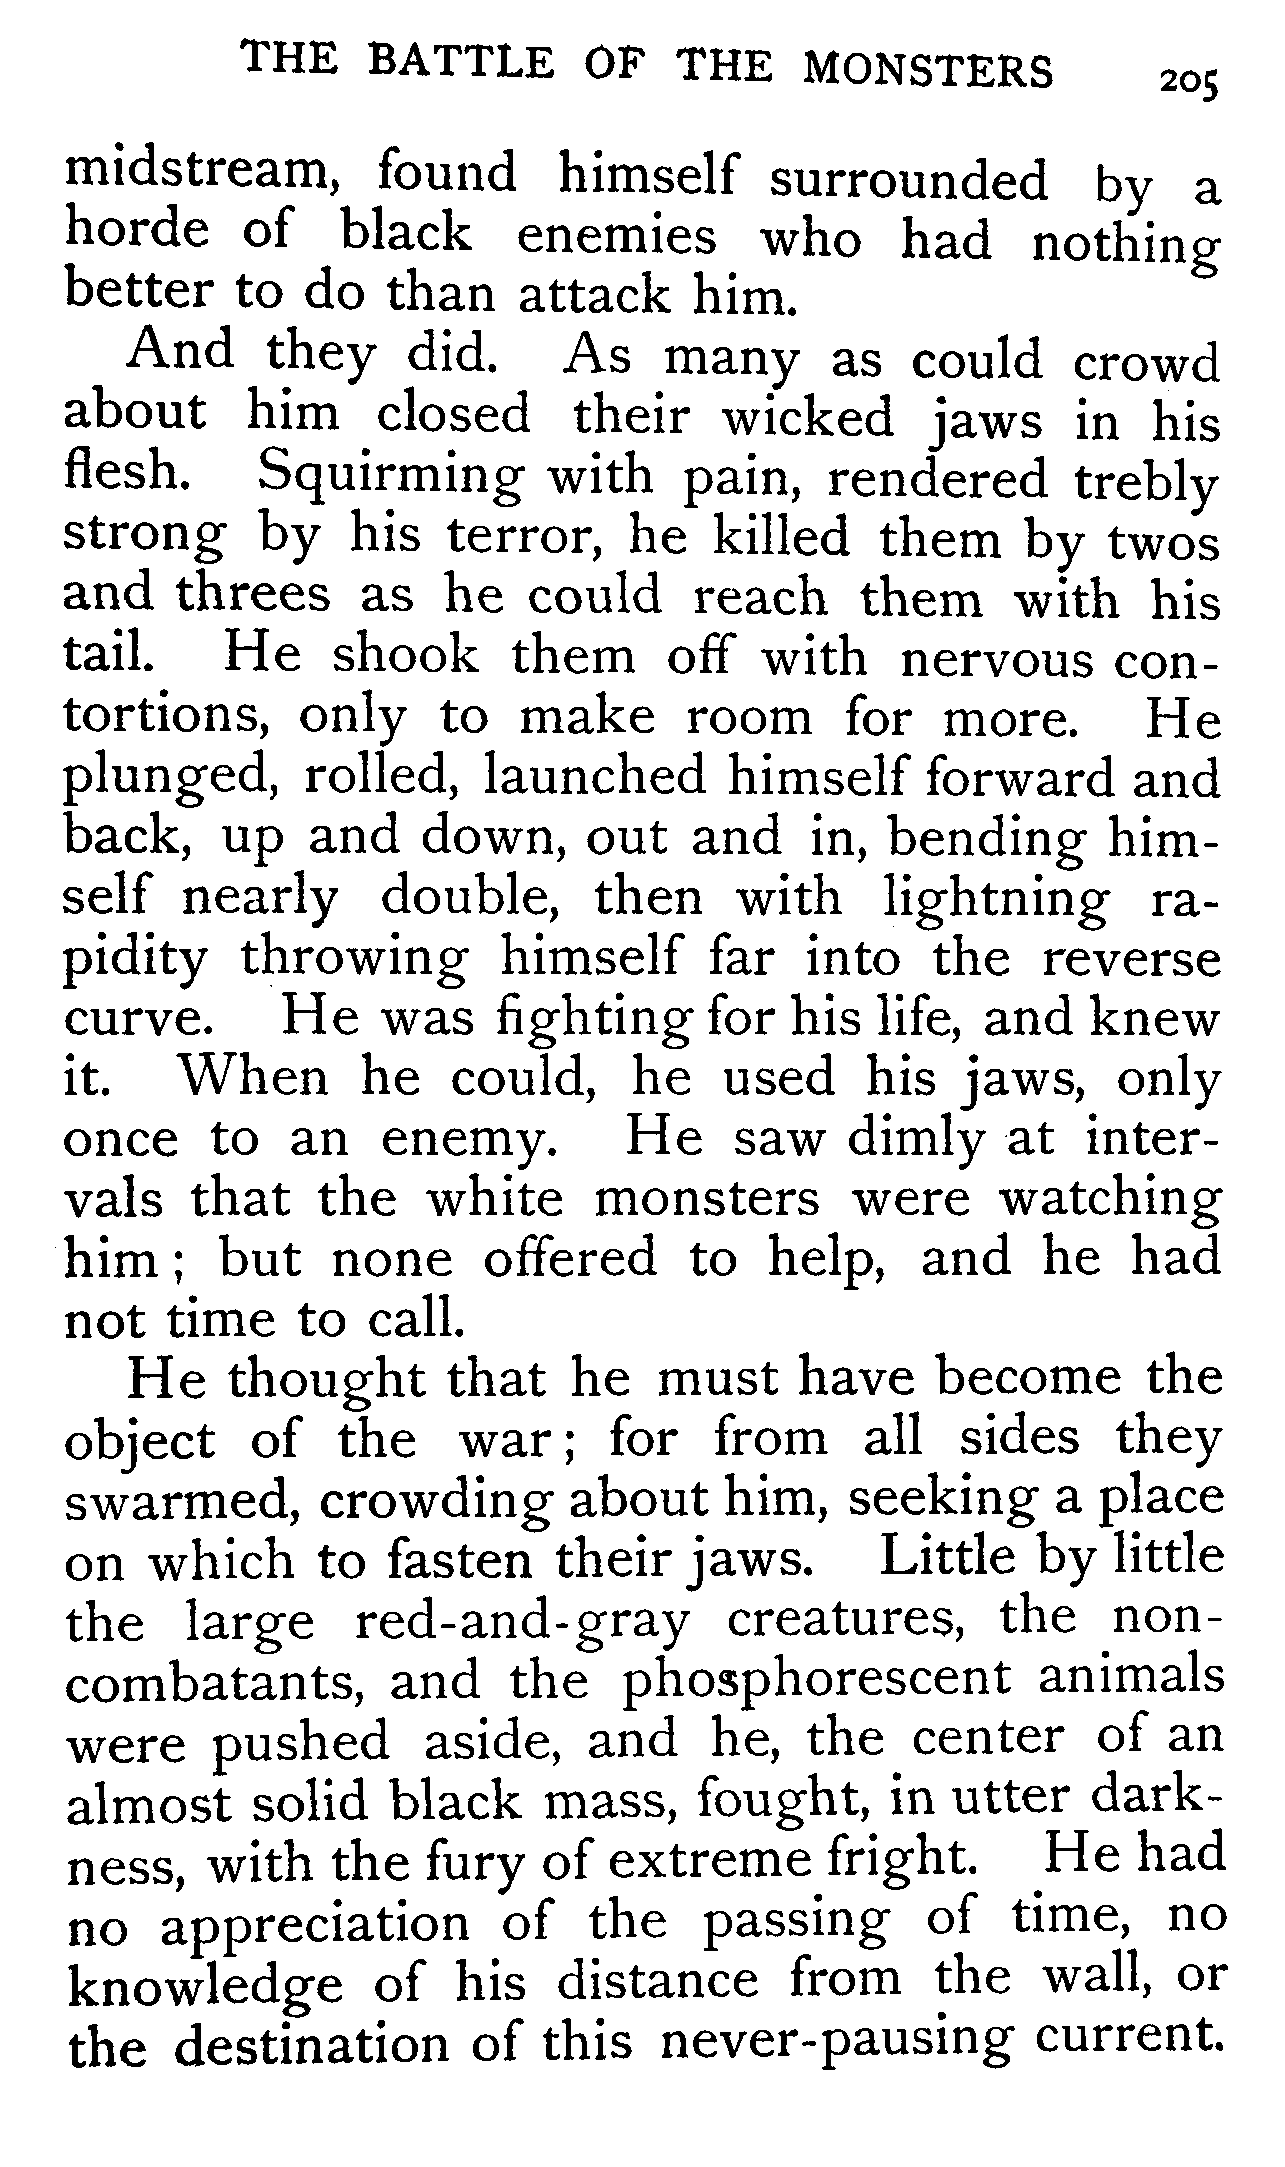 THE BATTLE OF THE MONSTERS 205
midstream, found himself surrounded by a
horde of black enemies who had nothing
better to do than attack him.
And they did. As many as could crowd
about him closed their wicked jaws in his
flesh. Squirming with pain, rendered trebly
strong by his terror, he killed them by twos
and threes as he could reach them with his
tail. He shook them off with nervous con-
tortions, only to make room for more. He
plunged, rolled, launched himself forward and
back, up and down, out and in, bending him-
self nearly double, then with lightning ra-
pidity throwing himself far into the reverse
curve. He was fighting for his life, and knew
it. When he could, he used his jaws, only
once to an enemy. He saw dimly at inter-
vals that the white monsters were watching
him ; but none offered to help, and he had
not time to call.
He thought that he must have become the
object of the war ; for from all sides they
swarmed, crowding about him, seeking a place
on which to fasten their jaws. Little by little
the large red-and-gray creatures, the non-
combatants, and the phosphorescent animals
were pushed aside, and he, the center of an
almost solid black mass, fought, in utter dark-
ness, with the fury of extreme fright. He had
no appreciation of the passing of time, no
knowledge of his distance from the wall, or
the destination of this never-pausing current.